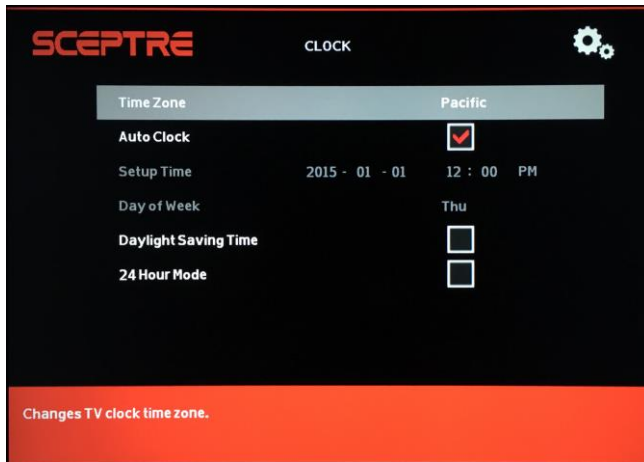 SCEPTRE CLOCK
Time Zone Pacific
Auto Clock
Setup Time 2015 - 01 - 01 12 : 00 PM
Day of Week Thu
Daylight Saving Time
24 Hour Mode
Changes TV clock time zone.